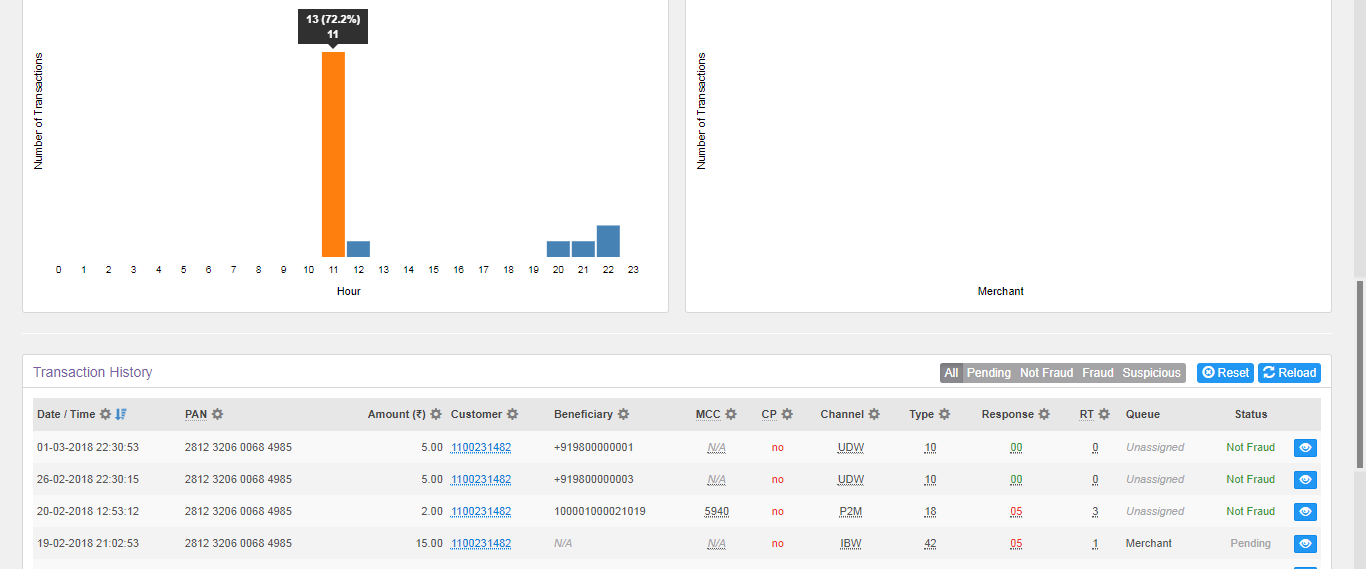 13 (72.2%)
11
Number of Transactions
0 1 2 3 4 5 6 7 8 9 10 11 12 13 14 15 16 17 18 19 20 21 22 23
Hour
Number of Transactions
Merchant
Transaction History
All Pending Not Fraud Fraud Suspicious Reset Reload
Date / Time PAN Amount (₹) Customer Beneficiary MCC CP Channel Type Response RT Queue Status
01-03-2018 22:30:53 2812 3206 0068 4985 5.00 1100231482 +919800000001 N/A no UDW 10 00 0 Unassigned Not Fraud
26-02-2018 22:30:15 2812 3206 0068 4985 5.00 1100231482 +919800000003 N/A no UDW 10 00 0 Unassigned Not Fraud
20-02-2018 12:53:12 2812 3206 0068 4985 2.00 1100231482 100001000021019 5940 no P2M 18 05 3 Unassigned Not Fraud
19-02-2018 21:02:53 2812 3206 0068 4985 15.00 1100231482 N/A N/A no IBW 42 05 1 Merchant Pending